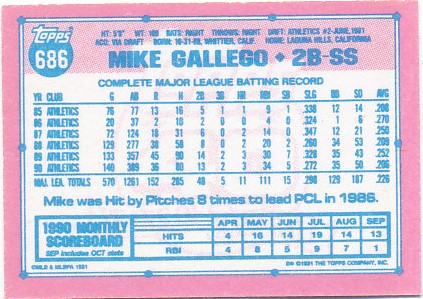 Topps
686
HT: 5'8" WT: 160 BATS: RIGHT THROWS: RIGHT DRAFT: ATHLETICS #2-JUNE, 1981
ACQ: VIA DRAFT BORN: 10-31-60, WHITTIER, CALIF. HOME: LAGUNA HILLS, CALIFORNIA
MIKE GALLEGO ♦ 2B-SS
COMPLETE MAJOR LEAGUE BATTING RECORD
YR CLUB G AB R H 2B 3B HR RBI SB SLG BB SO AVG
85 ATHLETICS 76 77 13 16 5 1 1 9 1 .338 12 14 .208
86 ATHLETICS 20 37 2 10 2 0 0 4 0 .324 1 6 .270
87 ATHLETICS 72 124 18 31 6 0 2 14 0 .347 12 21 .250
88 ATHLETICS 129 277 38 58 8 0 2 20 2 .260 34 53 .209
89 ATHLETICS 133 357 45 90 14 2 3 30 7 .328 35 43 .252
90 ATHLETICS 140 389 36 80 13 2 3 34 5 .272 35 50 .206
MAJ. LEA. TOTALS 570 1261 152 285 48 5 11 111 15 .298 129 187 .226
Mike was Hit by Pitches 8 times to lead PCL in 1986.
1990 MONTHLY
SCOREBOARD
SEP includes OCT stats
APR MAY JUN JUL AUG SEP
HITS 4 16 14 19 14 13
RBI 4 8 5 9 7 1
©MLB & MLBPA 1991
®© 1991 THE TOPPS COMPANY, INC.